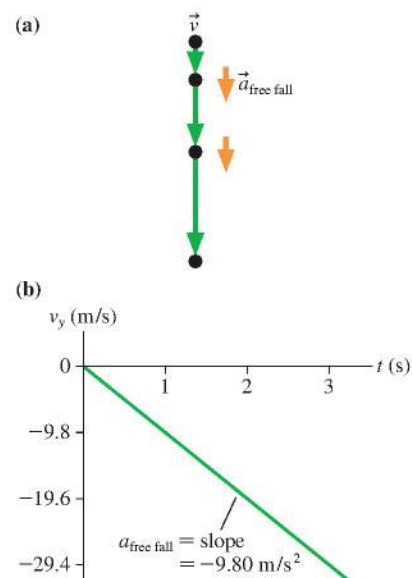 (a)
v⃗
a⃗free fall
(b)
vy (m/s)
0
t (s)
1 2 3
−9.8
−19.6
afree fall = slope
= −9.80 m/s²
−29.4